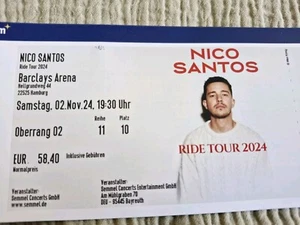 NICO SANTOS
Ride Tour 2024
Barclays Arena
Hellgrundweg 44
22525 Hamburg
Samstag, 02.Nov.24, 19:30 Uhr
Reihe Platz
Oberrang 02 11 10
EUR 58,40 Inklusive Gebühren
Normalpreis
Veranstalter:
Semmel Concerts GmbH
www.semmel.de
Veranstalter:
Semmel Concerts Entertainment GmbH
Am Mühlgraben 70
DEU - 95445 Bayreuth
NICO
SANTOS
RIDE TOUR 2024